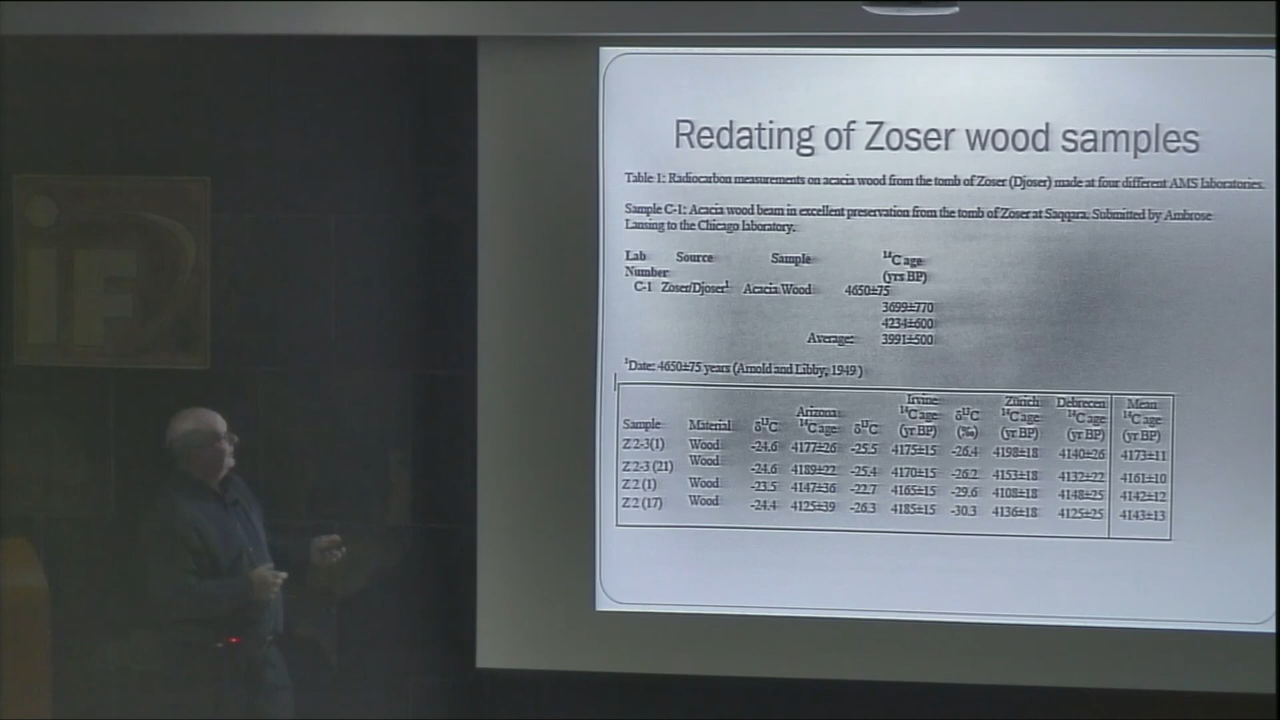 iF
Redating of Zoser wood samples
Table 1: Radiocarbon measurements on acacia wood from the tomb of Zoser (Djoser) made at four different AMS laboratories.
Sample C-1: Acacia wood beam in excellent preservation from the tomb of Zoser at Saqqara. Submitted by Ambrose
Lansing to the Chicago laboratory.
Lab Source Sample ¹⁴C age
Number (yrs BP)
C-1 Zoser/Djoser¹ Acacia Wood 4650±75
3699±770
4234±600
Average: 3991±500
¹Date: 4650±75 years (Arnold and Libby, 1949)
Arizona Irvine Zürich Debrecen Mean
Sample Material δ¹³C ¹⁴C age δ¹³C ¹⁴C age (yr BP) δ¹³C (‰) ¹⁴C age (yr BP) ¹⁴C age (yr BP) ¹⁴C age (yr BP)
Z 2-3(1) Wood -24.6 4177±26 -25.5 4175±15 -26.4 4198±18 4140±26 4173±11
Z 2-3 (21) Wood -24.6 4189±22 -25.4 4170±15 -26.2 4153±18 4132±22 4161±10
Z 2 (1) Wood -23.5 4147±36 -22.7 4165±15 -29.6 4108±18 4148±25 4142±12
Z 2 (17) Wood -24.4 4125±39 -26.3 4185±15 -30.3 4136±18 4125±25 4143±13